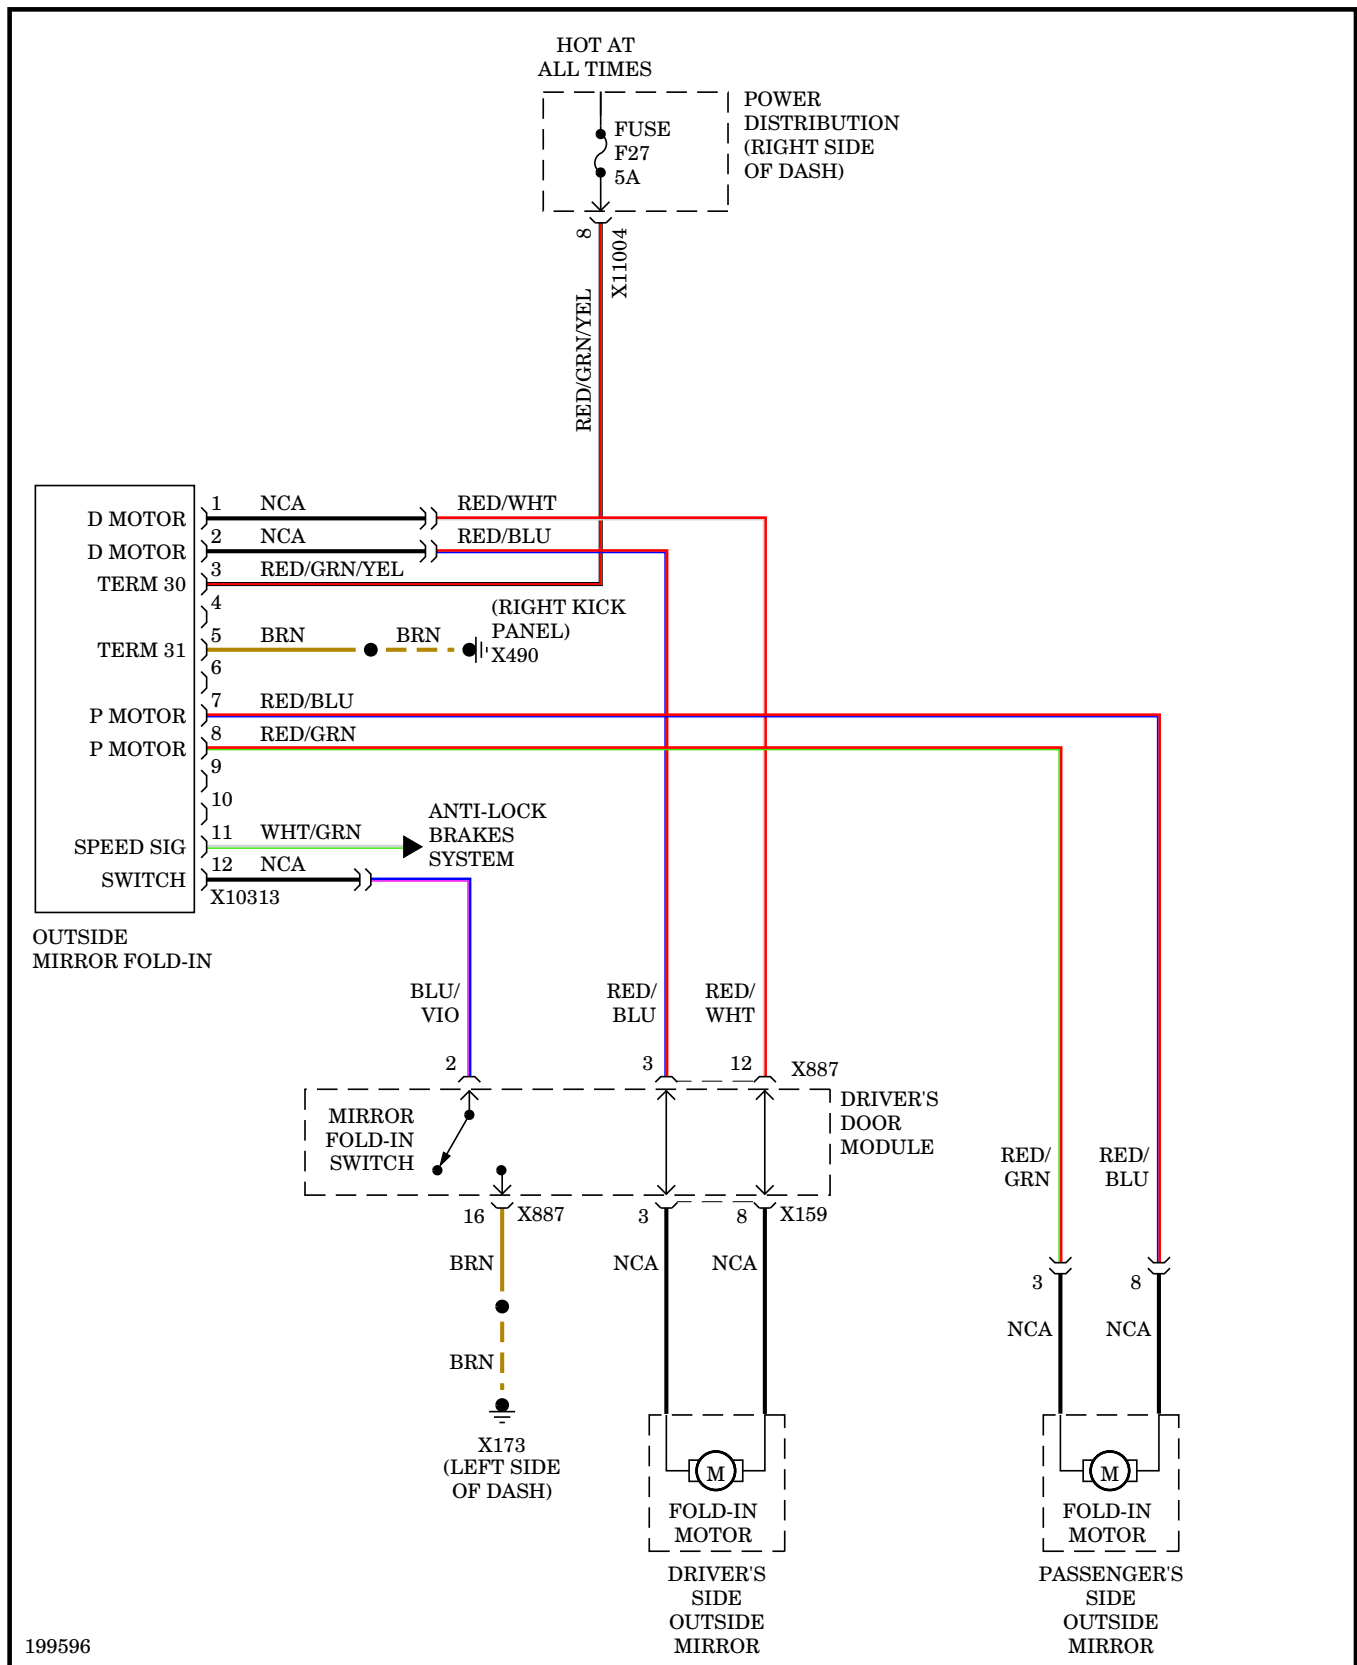 HOT AT
ALL TIMES
POWER
DISTRIBUTION
(RIGHT SIDE
OF DASH)
FUSE
F27
5A
8
X11004
RED/GRN/YEL
D MOTOR
1
NCA
RED/WHT
D MOTOR
2
NCA
RED/BLU
TERM 30
3
RED/GRN/YEL
4
TERM 31
5
BRN
BRN
(RIGHT KICK
PANEL)
X490
6
P MOTOR
7
RED/BLU
P MOTOR
8
RED/GRN
9
10
SPEED SIG
11
WHT/GRN
ANTI-LOCK
BRAKES
SYSTEM
SWITCH
12
NCA
X10313
OUTSIDE
MIRROR FOLD-IN
BLU/
VIO
RED/
BLU
RED/
WHT
2
3
12
X887
MIRROR
FOLD-IN
SWITCH
DRIVER'S
DOOR
MODULE
RED/
GRN
RED/
BLU
16
X887
3
8
X159
BRN
NCA
NCA
3
8
NCA
NCA
BRN
X173
(LEFT SIDE
OF DASH)
M
FOLD-IN
MOTOR
DRIVER'S
SIDE
OUTSIDE
MIRROR
M
FOLD-IN
MOTOR
PASSENGER'S
SIDE
OUTSIDE
MIRROR
199596